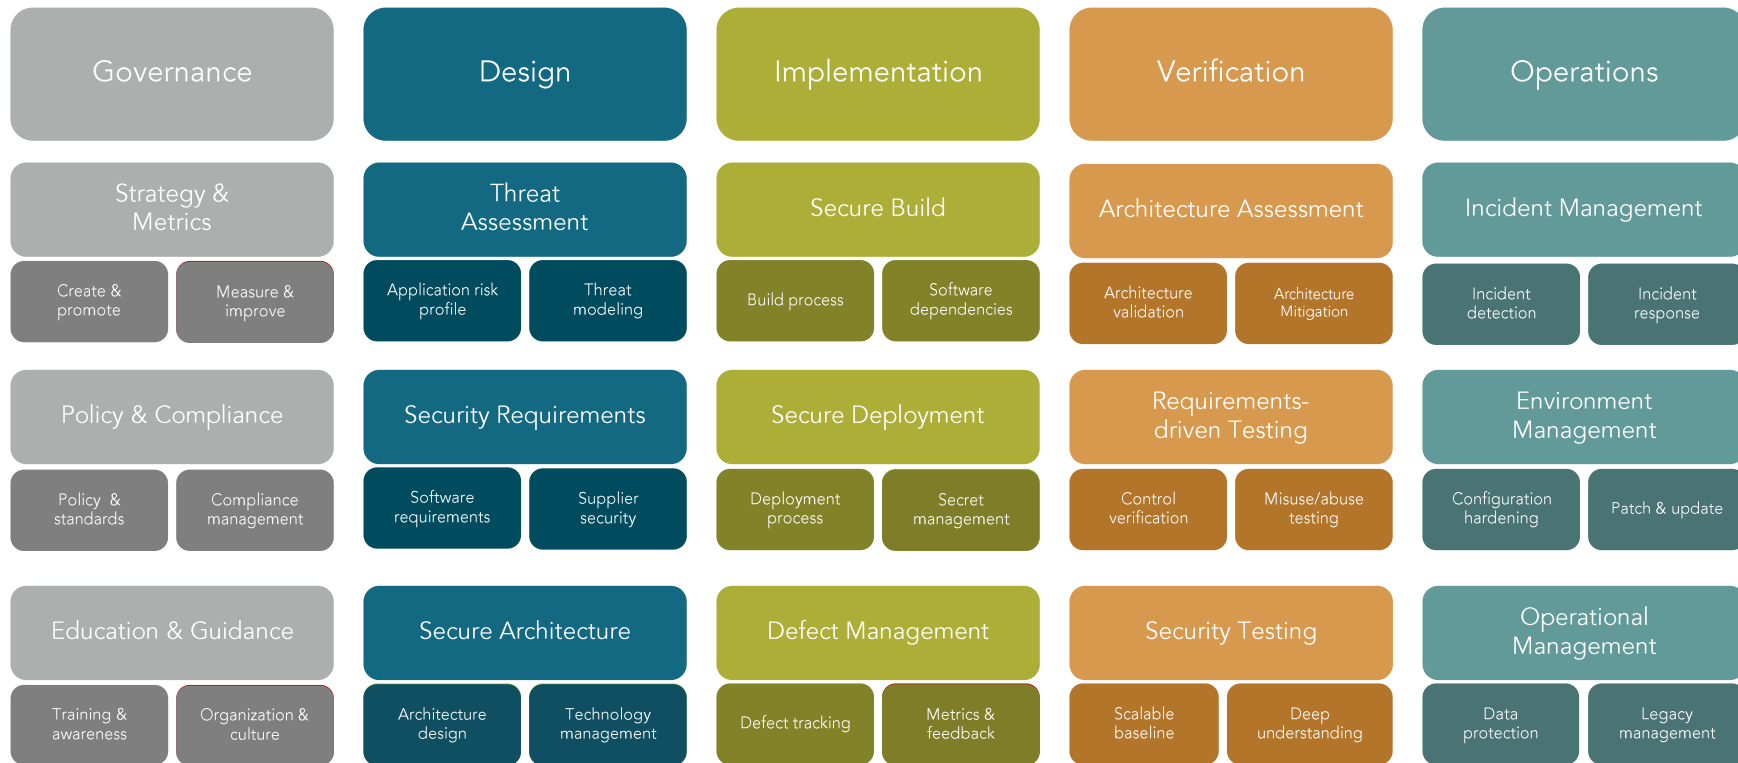 Governance
Design
Implementation
Verification
Operations
Strategy &
Metrics
Threat
Assessment
Secure Build
Architecture Assessment
Incident Management
Create &
promote
Measure &
improve
Application risk
profile
Threat
modeling
Build process
Software
dependencies
Architecture
validation
Architecture
Mitigation
Incident
detection
Incident
response
Policy & Compliance
Security Requirements
Secure Deployment
Requirements-
driven Testing
Environment
Management
Policy &
standards
Compliance
management
Software
requirements
Supplier
security
Deployment
process
Secret
management
Control
verification
Misuse/abuse
testing
Configuration
hardening
Patch & update
Education & Guidance
Secure Architecture
Defect Management
Security Testing
Operational
Management
Training &
awareness
Organization &
culture
Architecture
design
Technology
management
Defect tracking
Metrics &
feedback
Scalable
baseline
Deep
understanding
Data
protection
Legacy
management